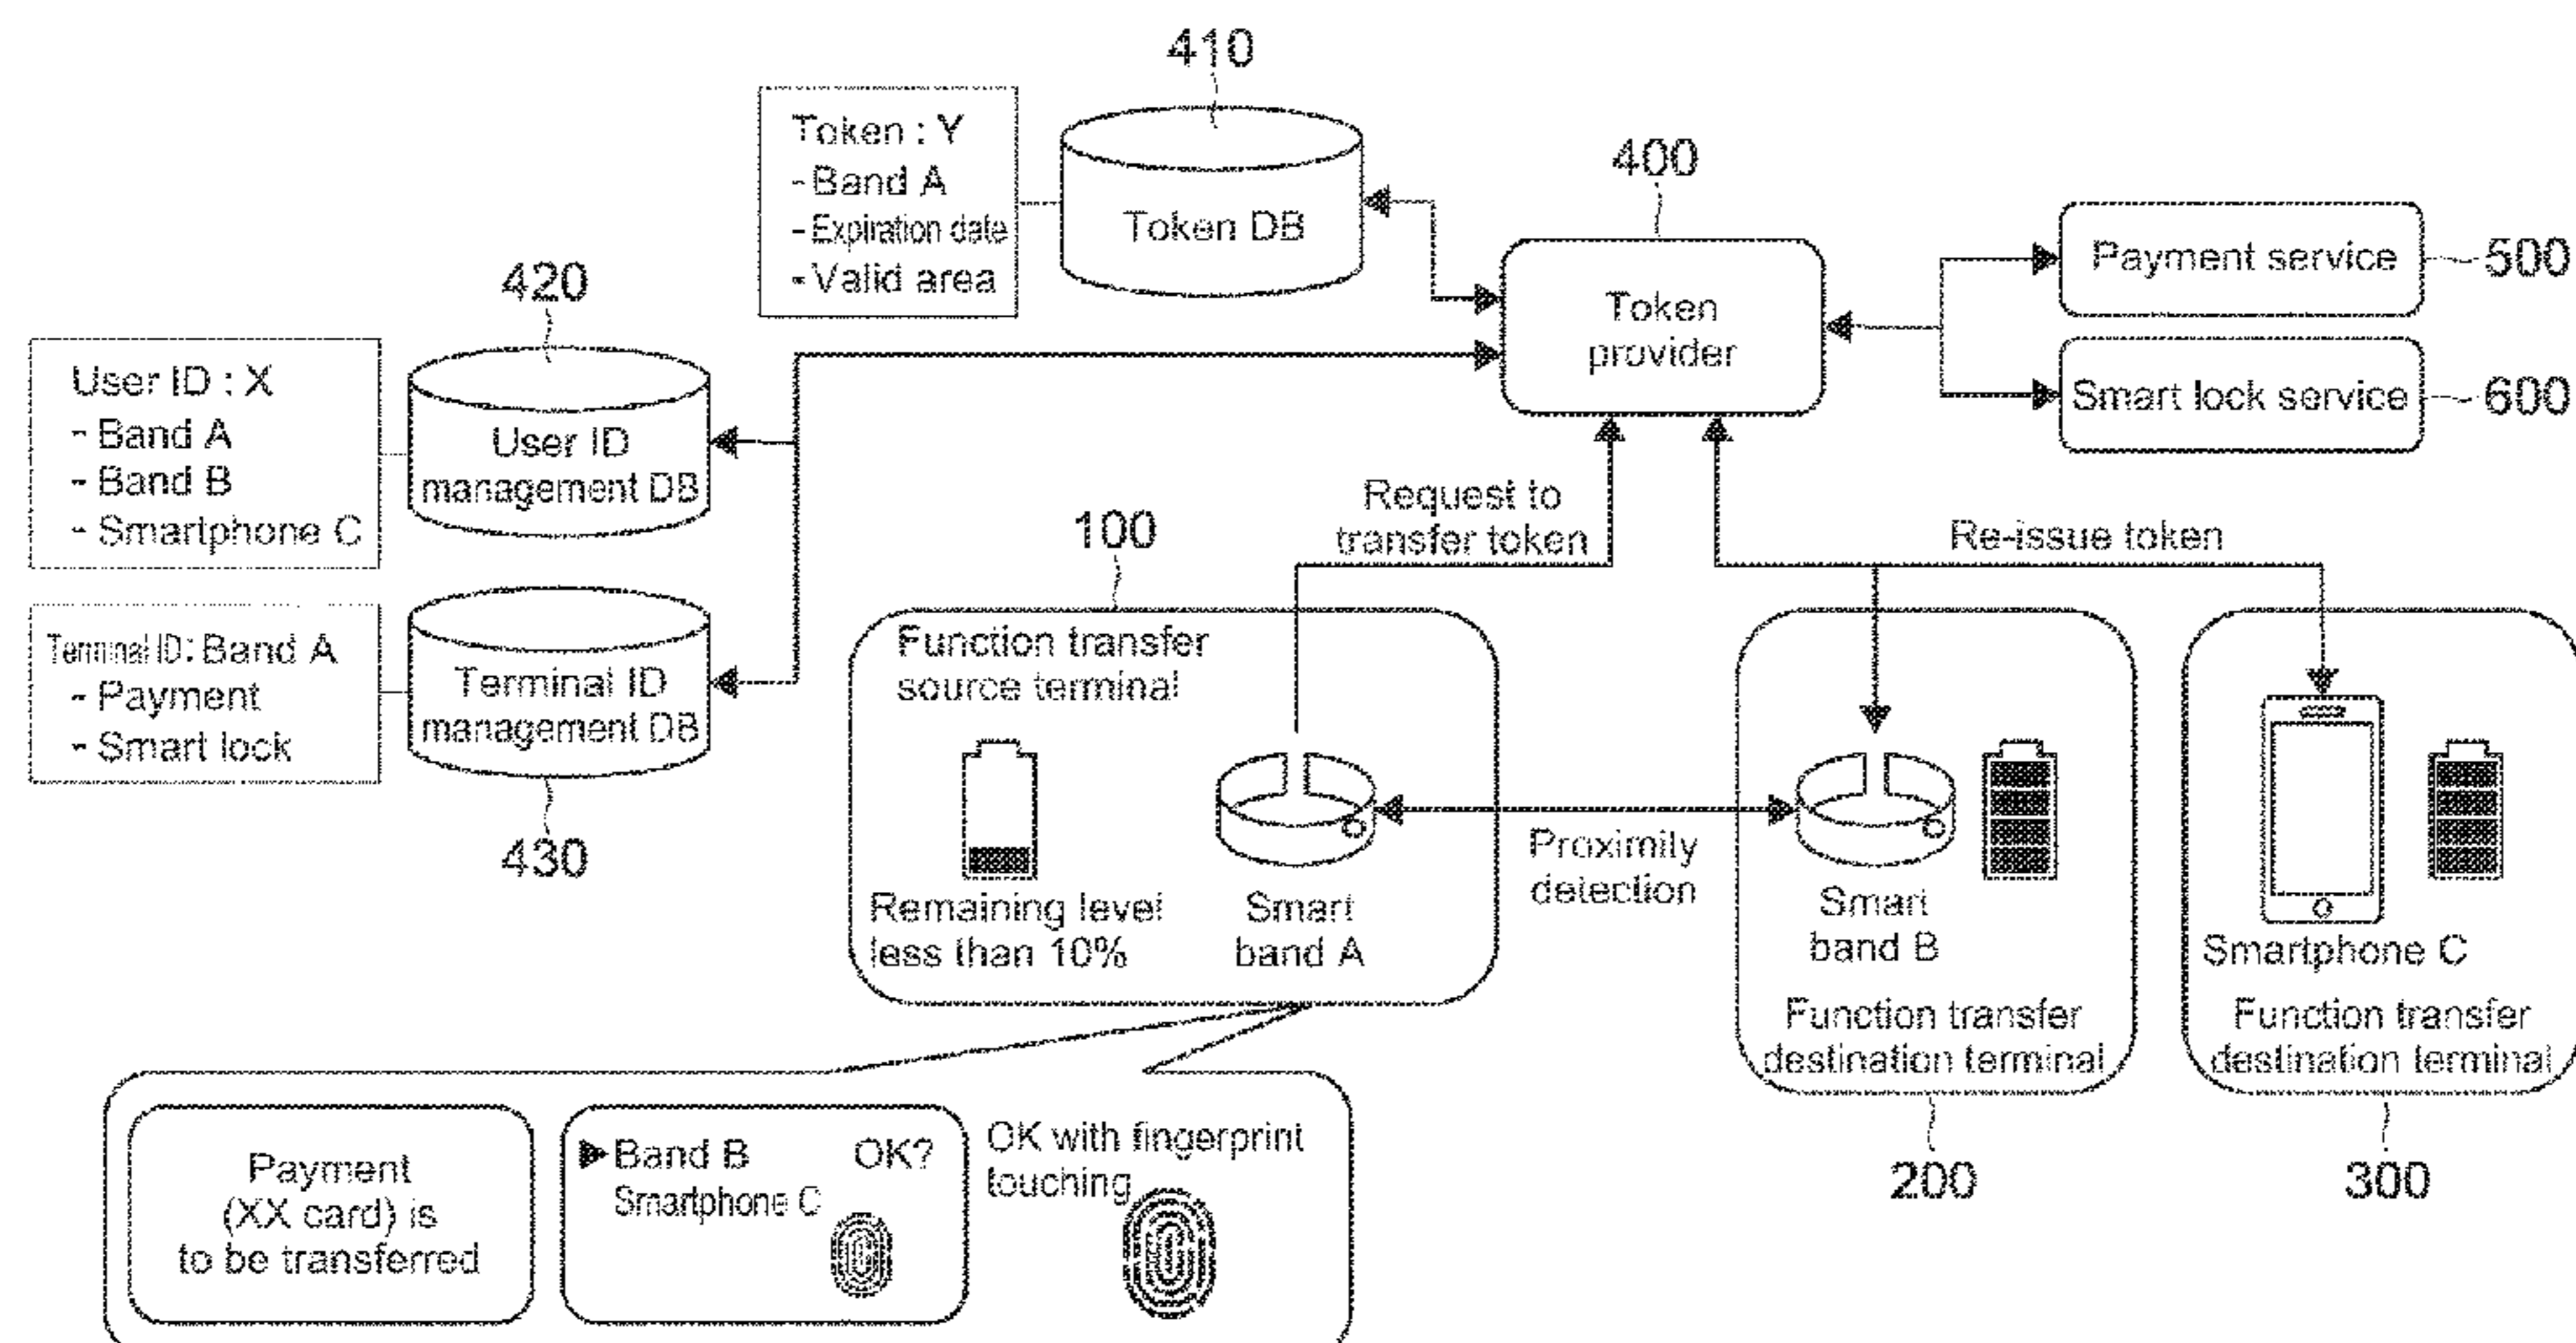 410
Token : Y
- Band A
- Expiration date
- Valid area
Token DB
400
Token
provider
Payment service
500
Smart lock service
600
420
User ID : X
- Band A
- Band B
- Smartphone C
User ID
management DB
Request to
transfer token
Re-issue token
100
Terminal ID: Band A
- Payment
- Smart lock
Terminal ID
management DB
430
Function transfer
source terminal
Remaining level
less than 10%
Smart
band A
Proximity
detection
Smart
band B
Function transfer
destination terminal
200
Smartphone C
Function transfer
destination terminal
300
Payment
(XX card) is
to be transferred
Band B OK?
Smartphone C
OK with fingerprint
touching